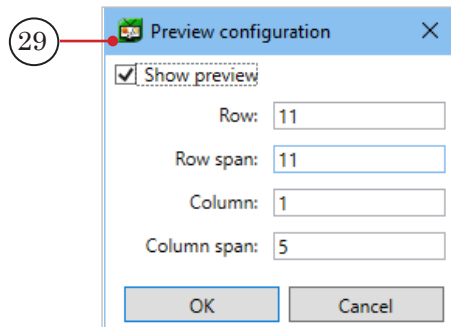 29
Preview configuration
Show preview
Row: 11
Row span: 11
Column: 1
Column span: 5
OK Cancel